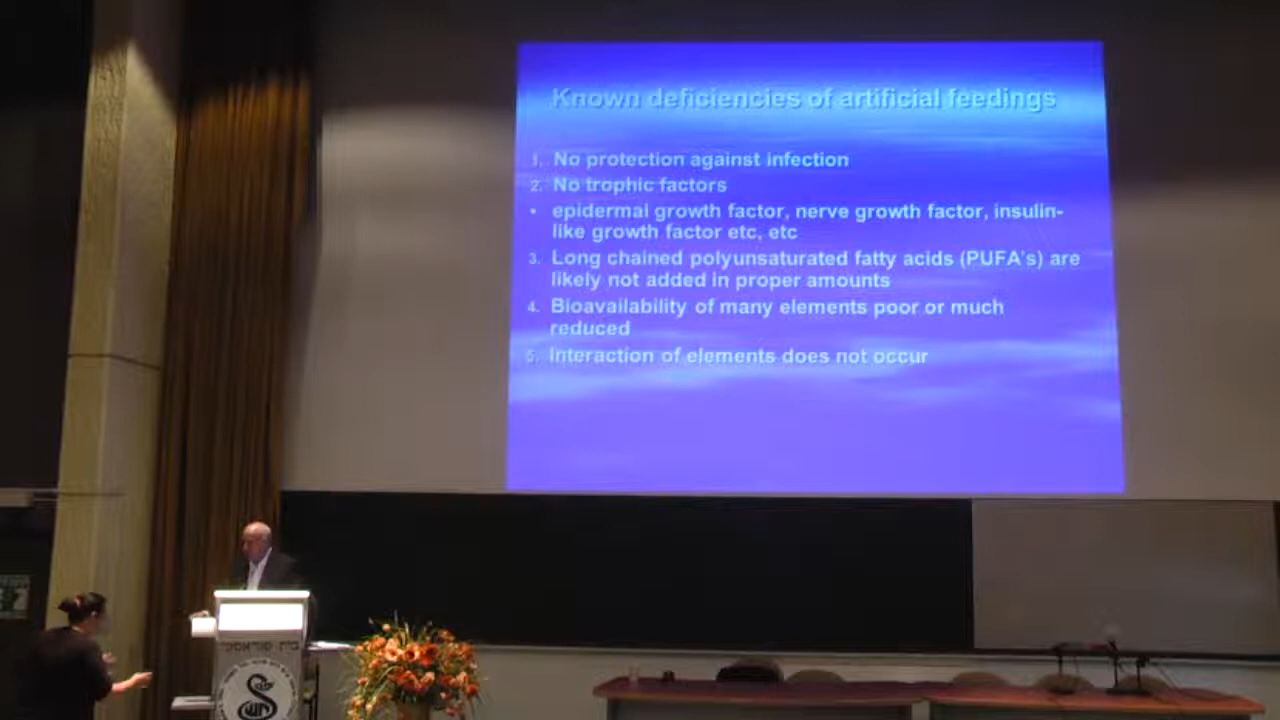 Known deficiencies of artificial feedings
1. No protection against infection
2. No trophic factors
• epidermal growth factor, nerve growth factor, insulin-
like growth factor etc, etc
3. Long chained polyunsaturated fatty acids (PUFA's) are
likely not added in proper amounts
4. Bioavailability of many elements poor or much
reduced
5. Interaction of elements does not occur